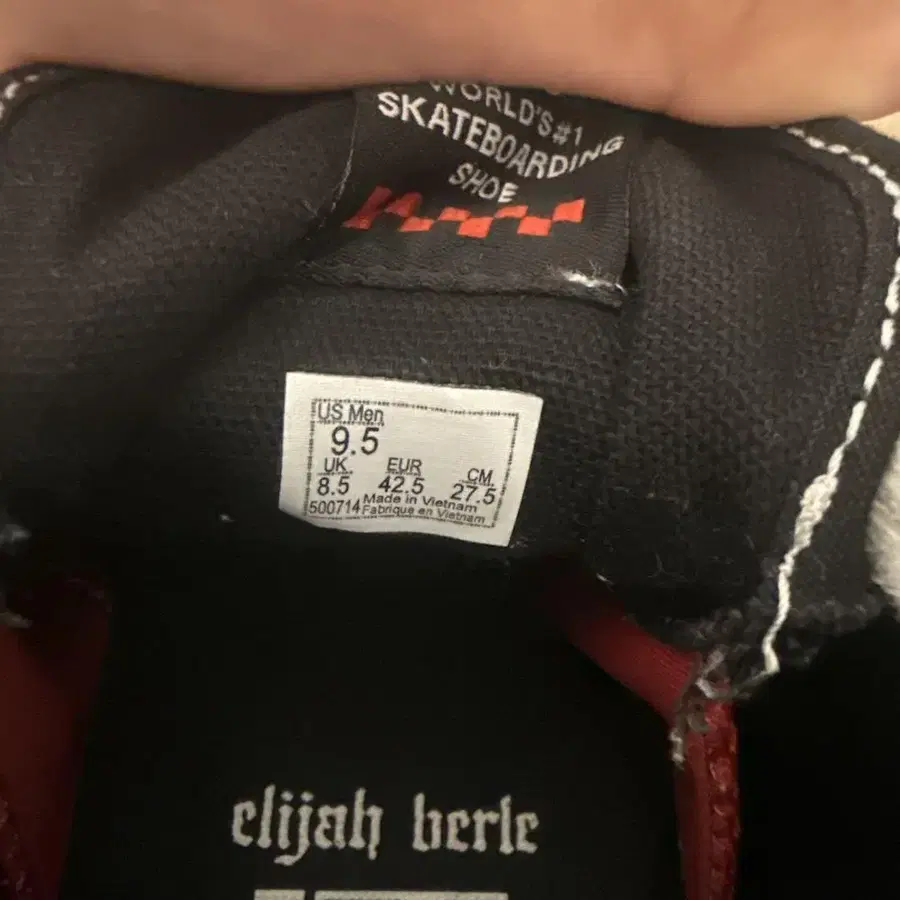 WORLD'S #1
SKATEBOARDING
SHOE
US Men
9.5
UK EUR CM
8.5 42.5 27.5
500714 Made in Vietnam
Fabrique en Vietnam
elijah berle